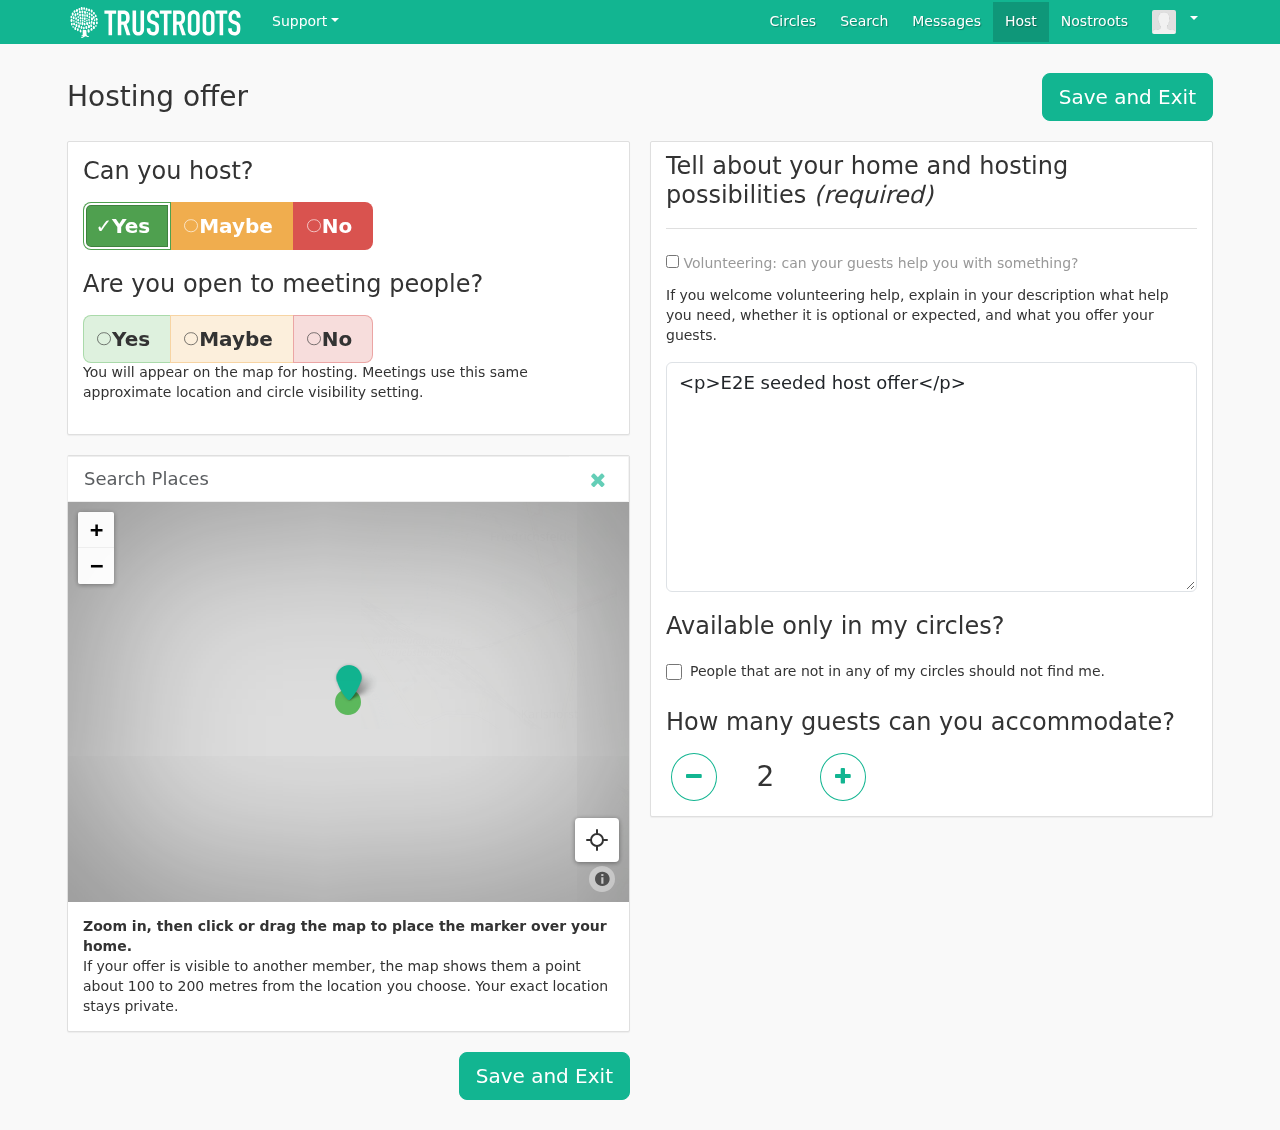 TRUSTROOTS
Support
Circles
Search
Messages
Host
Nostroots
Hosting offer
Save and Exit
Can you host?
✓Yes
Maybe
No
Are you open to meeting people?
Yes
Maybe
No
You will appear on the map for hosting. Meetings use this same
approximate location and circle visibility setting.
Search Places
+
−
Zoom in, then click or drag the map to place the marker over your
home.
If your offer is visible to another member, the map shows them a point
about 100 to 200 metres from the location you choose. Your exact location
stays private.
Save and Exit
Tell about your home and hosting
possibilities (required)
Volunteering: can your guests help you with something?
If you welcome volunteering help, explain in your description what help
you need, whether it is optional or expected, and what you offer your
guests.
<p>E2E seeded host offer</p>
Available only in my circles?
People that are not in any of my circles should not find me.
How many guests can you accommodate?
2